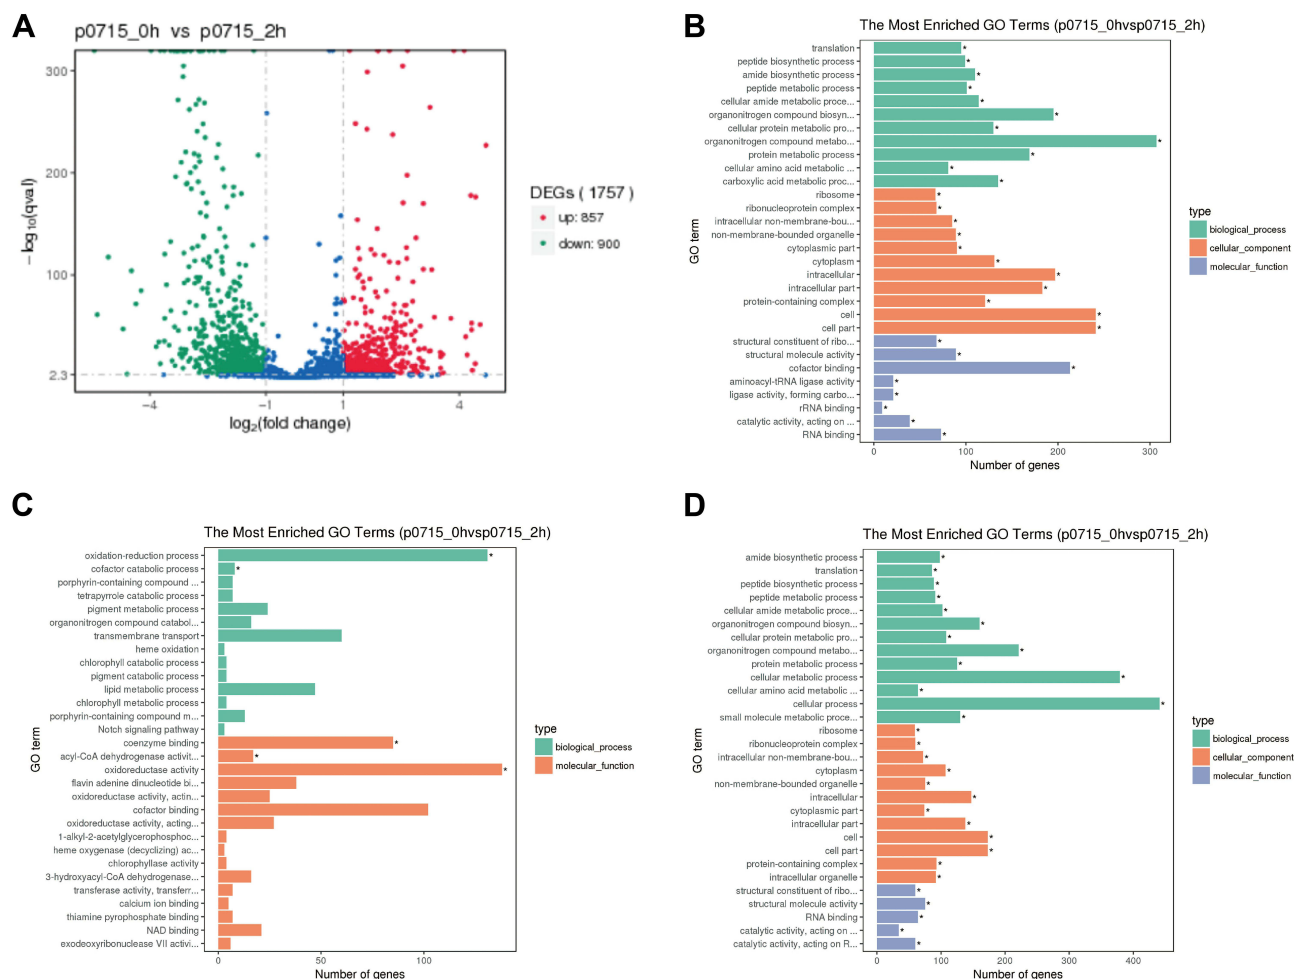 A
p0715_0h vs p0715_2h
300
200
100
2.3
−log10(qval)
−4
−1
1
4
log2(fold change)
DEGs ( 1757 )
up: 857
down: 900
B
The Most Enriched GO Terms (p0715_0hvsp0715_2h)
translation
peptide biosynthetic process
amide biosynthetic process
peptide metabolic process
cellular amide metabolic proce...
organonitrogen compound biosyn...
cellular protein metabolic pro...
organonitrogen compound metabo...
protein metabolic process
cellular amino acid metabolic ...
carboxylic acid metabolic proc...
ribosome
ribonucleoprotein complex
intracellular non-membrane-bou...
non-membrane-bounded organelle
cytoplasmic part
cytoplasm
intracellular
intracellular part
protein-containing complex
cell
cell part
structural constituent of ribo...
structural molecule activity
cofactor binding
aminoacyl-tRNA ligase activity
ligase activity, forming carbo...
rRNA binding
catalytic activity, acting on ...
RNA binding
GO term
0
100
200
300
Number of genes
type
biological_process
cellular_component
molecular_function
C
The Most Enriched GO Terms (p0715_0hvsp0715_2h)
oxidation-reduction process
cofactor catabolic process
porphyrin-containing compound ...
tetrapyrrole catabolic process
pigment metabolic process
organonitrogen compound catabol...
transmembrane transport
heme oxidation
chlorophyll catabolic process
pigment catabolic process
lipid metabolic process
chlorophyll metabolic process
porphyrin-containing compound m...
Notch signaling pathway
coenzyme binding
acyl-CoA dehydrogenase activit...
oxidoreductase activity
flavin adenine dinucleotide bi...
oxidoreductase activity, actin...
cofactor binding
oxidoreductase activity, acting...
1-alkyl-2-acetylglycerophosphoc...
heme oxygenase (decyclizing) ac...
chlorophyllase activity
3-hydroxyacyl-CoA dehydrogenase...
transferase activity, transferr...
calcium ion binding
thiamine pyrophosphate binding
NAD binding
exodeoxyribonuclease VII activi...
GO term
0
50
100
Number of genes
type
biological_process
molecular_function
D
The Most Enriched GO Terms (p0715_0hvsp0715_2h)
amide biosynthetic process
translation
peptide biosynthetic process
peptide metabolic process
cellular amide metabolic proce...
organonitrogen compound biosyn...
cellular protein metabolic pro...
organonitrogen compound metabo...
protein metabolic process
cellular metabolic process
cellular amino acid metabolic ...
cellular process
small molecule metabolic proce...
ribosome
ribonucleoprotein complex
intracellular non-membrane-bou...
cytoplasm
non-membrane-bounded organelle
intracellular
cytoplasmic part
intracellular part
cell
cell part
protein-containing complex
intracellular organelle
structural constituent of ribo...
structural molecule activity
RNA binding
catalytic activity, acting on ...
catalytic activity, acting on R...
GO term
0
100
200
300
400
Number of genes
type
biological_process
cellular_component
molecular_function